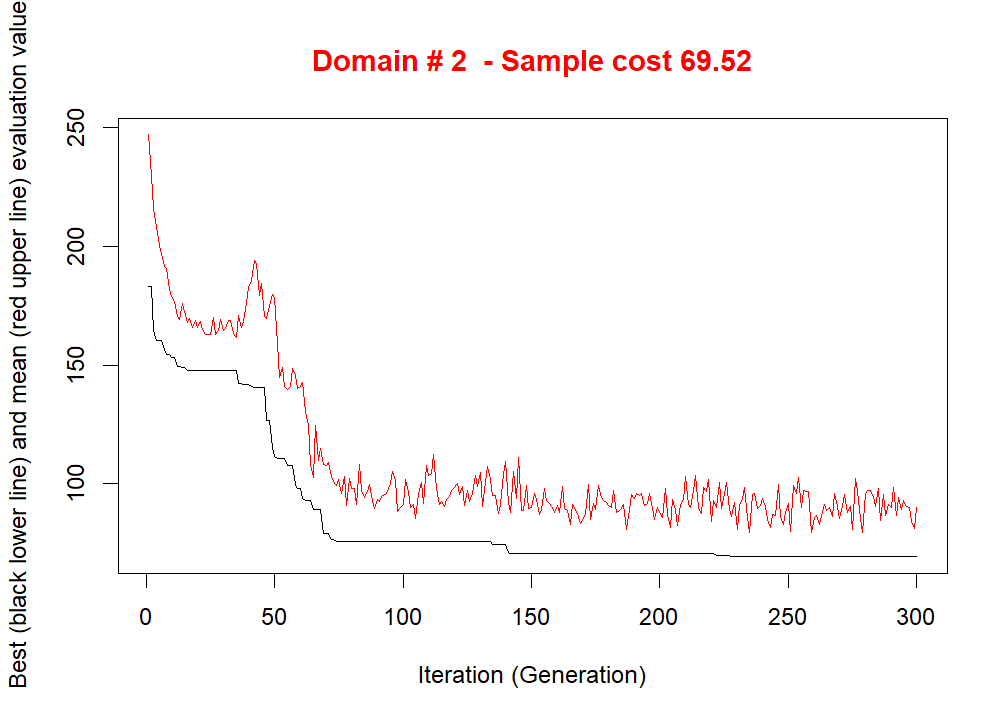 Domain # 2  - Sample cost 69.52
Best (black lower line) and mean (red upper line) evaluation value
250
200
150
100
0 50 100 150 200 250 300
Iteration (Generation)